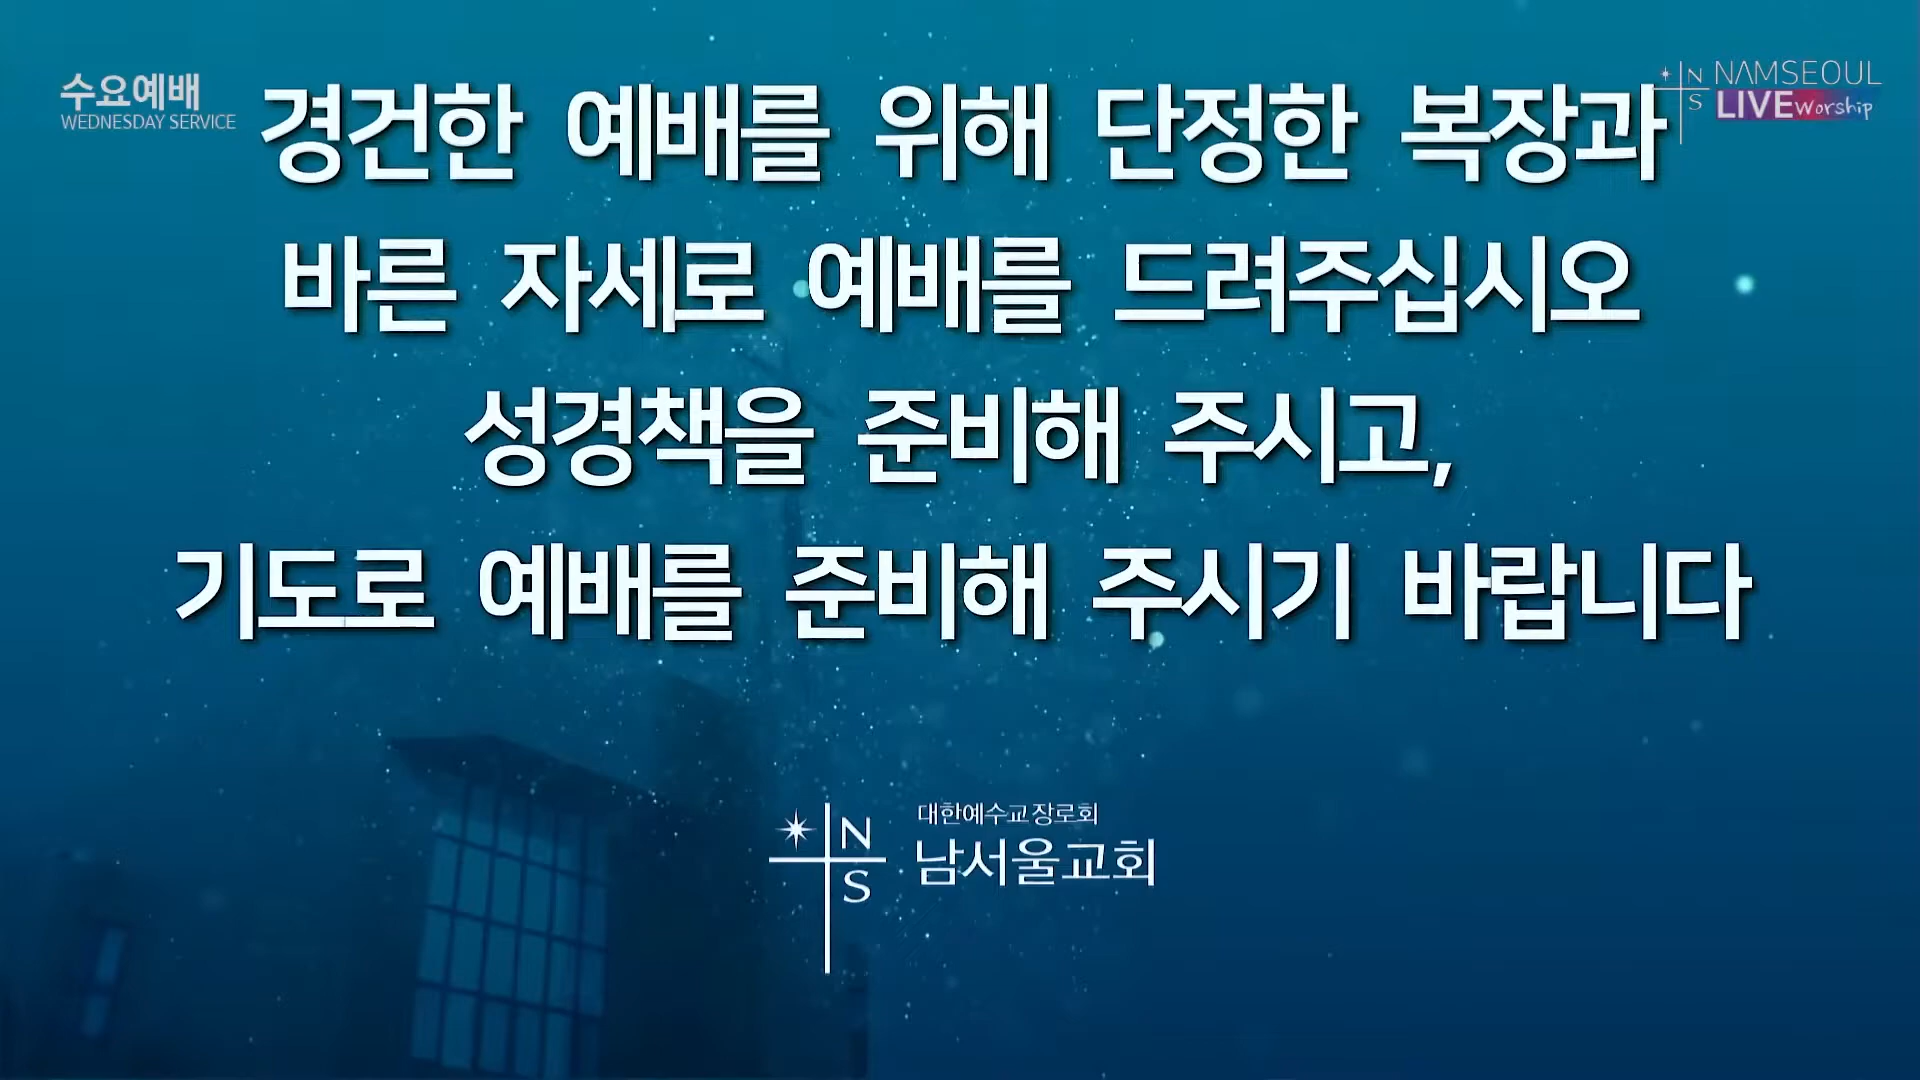 수요예배
WEDNESDAY SERVICE
N NAMSEOUL
S LIVE Worship
경건한 예배를 위해 단정한 복장과
바른 자세로 예배를 드려주십시오
성경책을 준비해 주시고,
기도로 예배를 준비해 주시기 바랍니다
N
S
대한예수교장로회
남서울교회